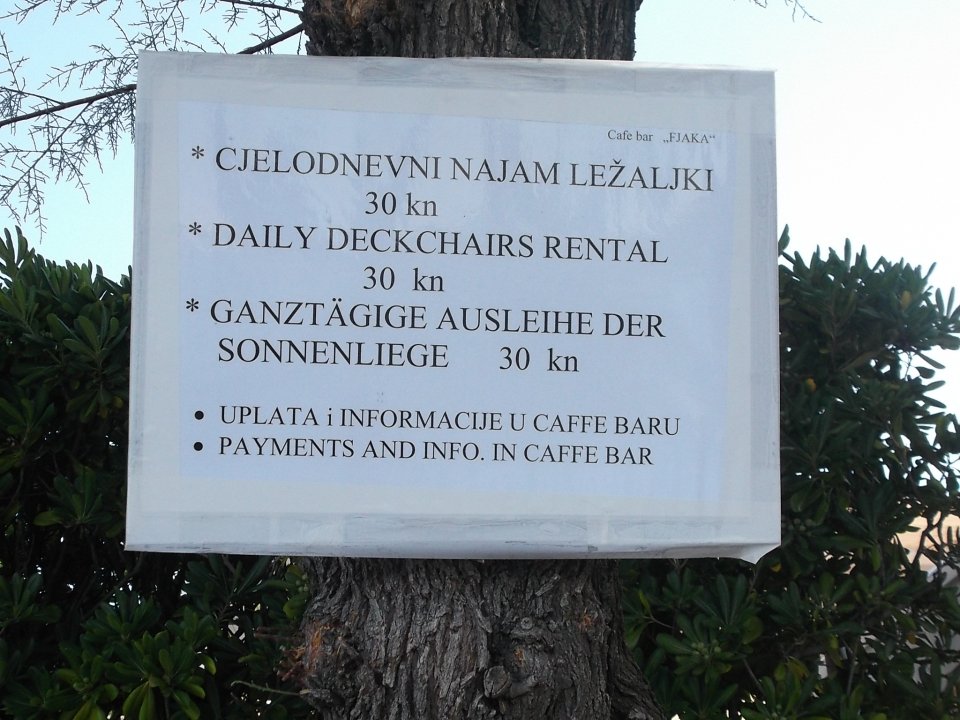 Cafe bar „FJAKA“
* CJELODNEVNI NAJAM LEŽALJKI
30 kn
* DAILY DECKCHAIRS RENTAL
30 kn
* GANZTÄGIGE AUSLEIHE DER
SONNENLIEGE 30 kn
• UPLATA i INFORMACIJE U CAFFE BARU
• PAYMENTS AND INFO. IN CAFFE BAR